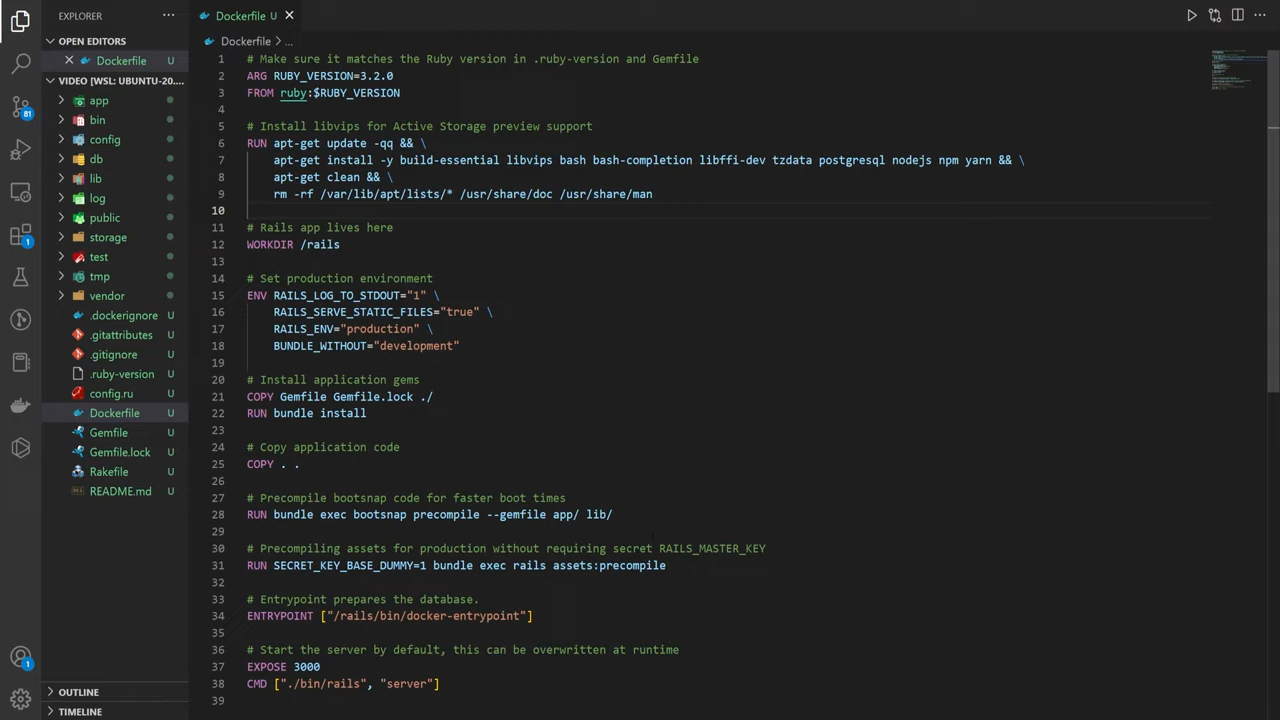 EXPLORER
OPEN EDITORS
Dockerfile U
VIDEO [WSL: UBUNTU-20....
app
bin
config
db
lib
log
public
storage
test
tmp
vendor
.dockerignore U
.gitattributes U
.gitignore U
.ruby-version U
config.ru U
Dockerfile U
Gemfile U
Gemfile.lock U
Rakefile U
README.md U
OUTLINE
TIMELINE
81
1
1
Dockerfile U
Dockerfile > ...
1 # Make sure it matches the Ruby version in .ruby-version and Gemfile
2 ARG RUBY_VERSION=3.2.0
3 FROM ruby:$RUBY_VERSION
4
5 # Install libvips for Active Storage preview support
6 RUN apt-get update -qq && \
7 apt-get install -y build-essential libvips bash bash-completion libffi-dev tzdata postgresql nodejs npm yarn && \
8 apt-get clean && \
9 rm -rf /var/lib/apt/lists/* /usr/share/doc /usr/share/man
10
11 # Rails app lives here
12 WORKDIR /rails
13
14 # Set production environment
15 ENV RAILS_LOG_TO_STDOUT="1" \
16 RAILS_SERVE_STATIC_FILES="true" \
17 RAILS_ENV="production" \
18 BUNDLE_WITHOUT="development"
19
20 # Install application gems
21 COPY Gemfile Gemfile.lock ./
22 RUN bundle install
23
24 # Copy application code
25 COPY . .
26
27 # Precompile bootsnap code for faster boot times
28 RUN bundle exec bootsnap precompile --gemfile app/ lib/
29
30 # Precompiling assets for production without requiring secret RAILS_MASTER_KEY
31 RUN SECRET_KEY_BASE_DUMMY=1 bundle exec rails assets:precompile
32
33 # Entrypoint prepares the database.
34 ENTRYPOINT ["/rails/bin/docker-entrypoint"]
35
36 # Start the server by default, this can be overwritten at runtime
37 EXPOSE 3000
38 CMD ["./bin/rails", "server"]
39